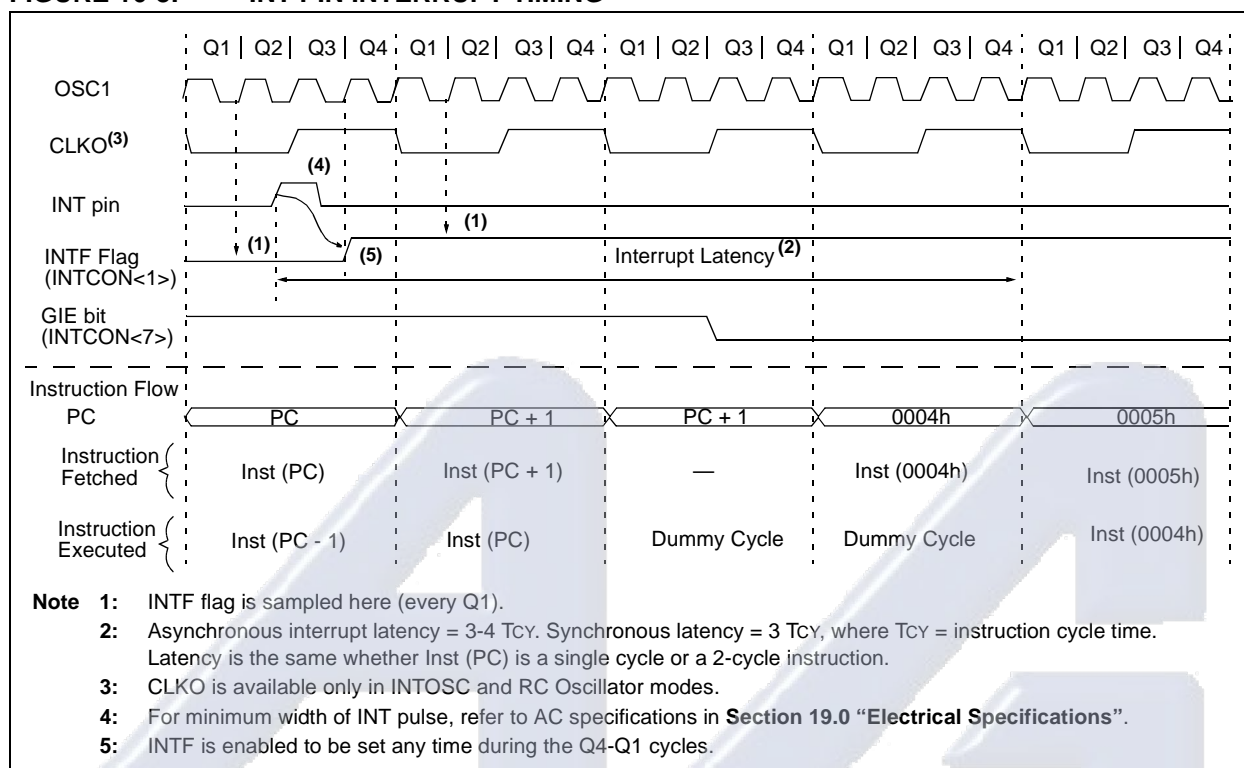 Q1 | Q2 | Q3 | Q4 Q1 | Q2 | Q3 | Q4 Q1 | Q2 | Q3 | Q4 Q1 | Q2 | Q3 | Q4 Q1 | Q2 | Q3 | Q4
OSC1
CLKO(3)
(4)
INT pin
(1)
INTF Flag
(INTCON<1>)
(1)
(5)
Interrupt Latency(2)
GIE bit
(INTCON<7>)
Instruction Flow
PC PC PC + 1 PC + 1 0004h 0005h
Instruction
Fetched
Inst (PC) Inst (PC + 1) — Inst (0004h) Inst (0005h)
Instruction
Executed
Inst (PC - 1) Inst (PC) Dummy Cycle Dummy Cycle Inst (0004h)
Note 1: INTF flag is sampled here (every Q1).
2: Asynchronous interrupt latency = 3-4 TCY. Synchronous latency = 3 TCY, where TCY = instruction cycle time.
Latency is the same whether Inst (PC) is a single cycle or a 2-cycle instruction.
3: CLKO is available only in INTOSC and RC Oscillator modes.
4: For minimum width of INT pulse, refer to AC specifications in Section 19.0 “Electrical Specifications”.
5: INTF is enabled to be set any time during the Q4-Q1 cycles.